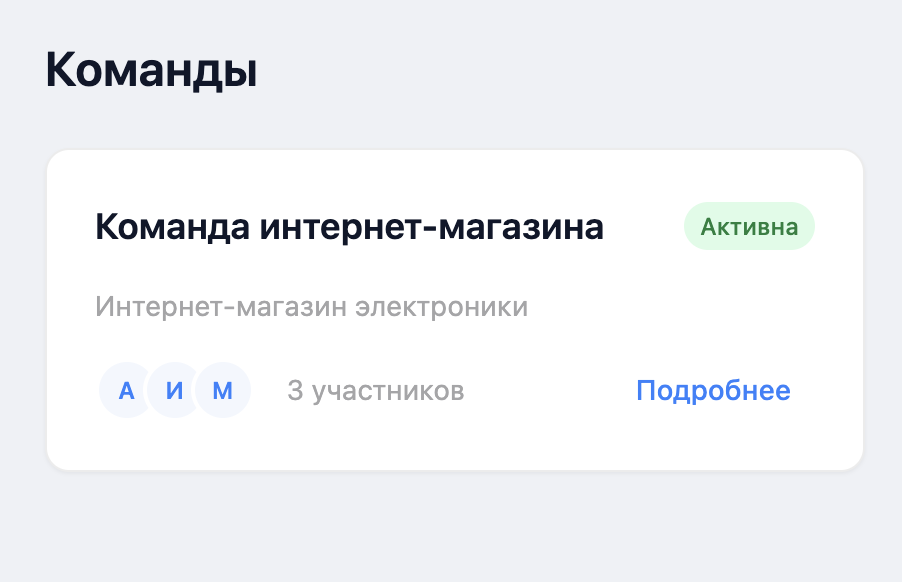 Команды
Команда интернет-магазина Активна
Интернет-магазин электроники
А И М 3 участников Подробнее